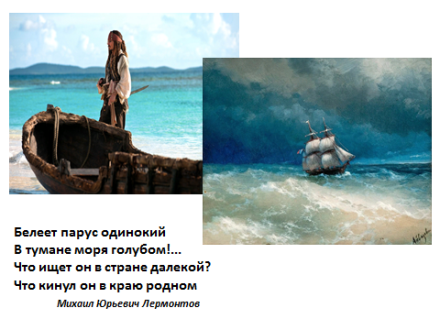 Белеет парус одинокий
В тумане моря голубом!...
Что ищет он в стране далекой?
Что кинул он в краю родном
Михаил Юрьевич Лермонтов